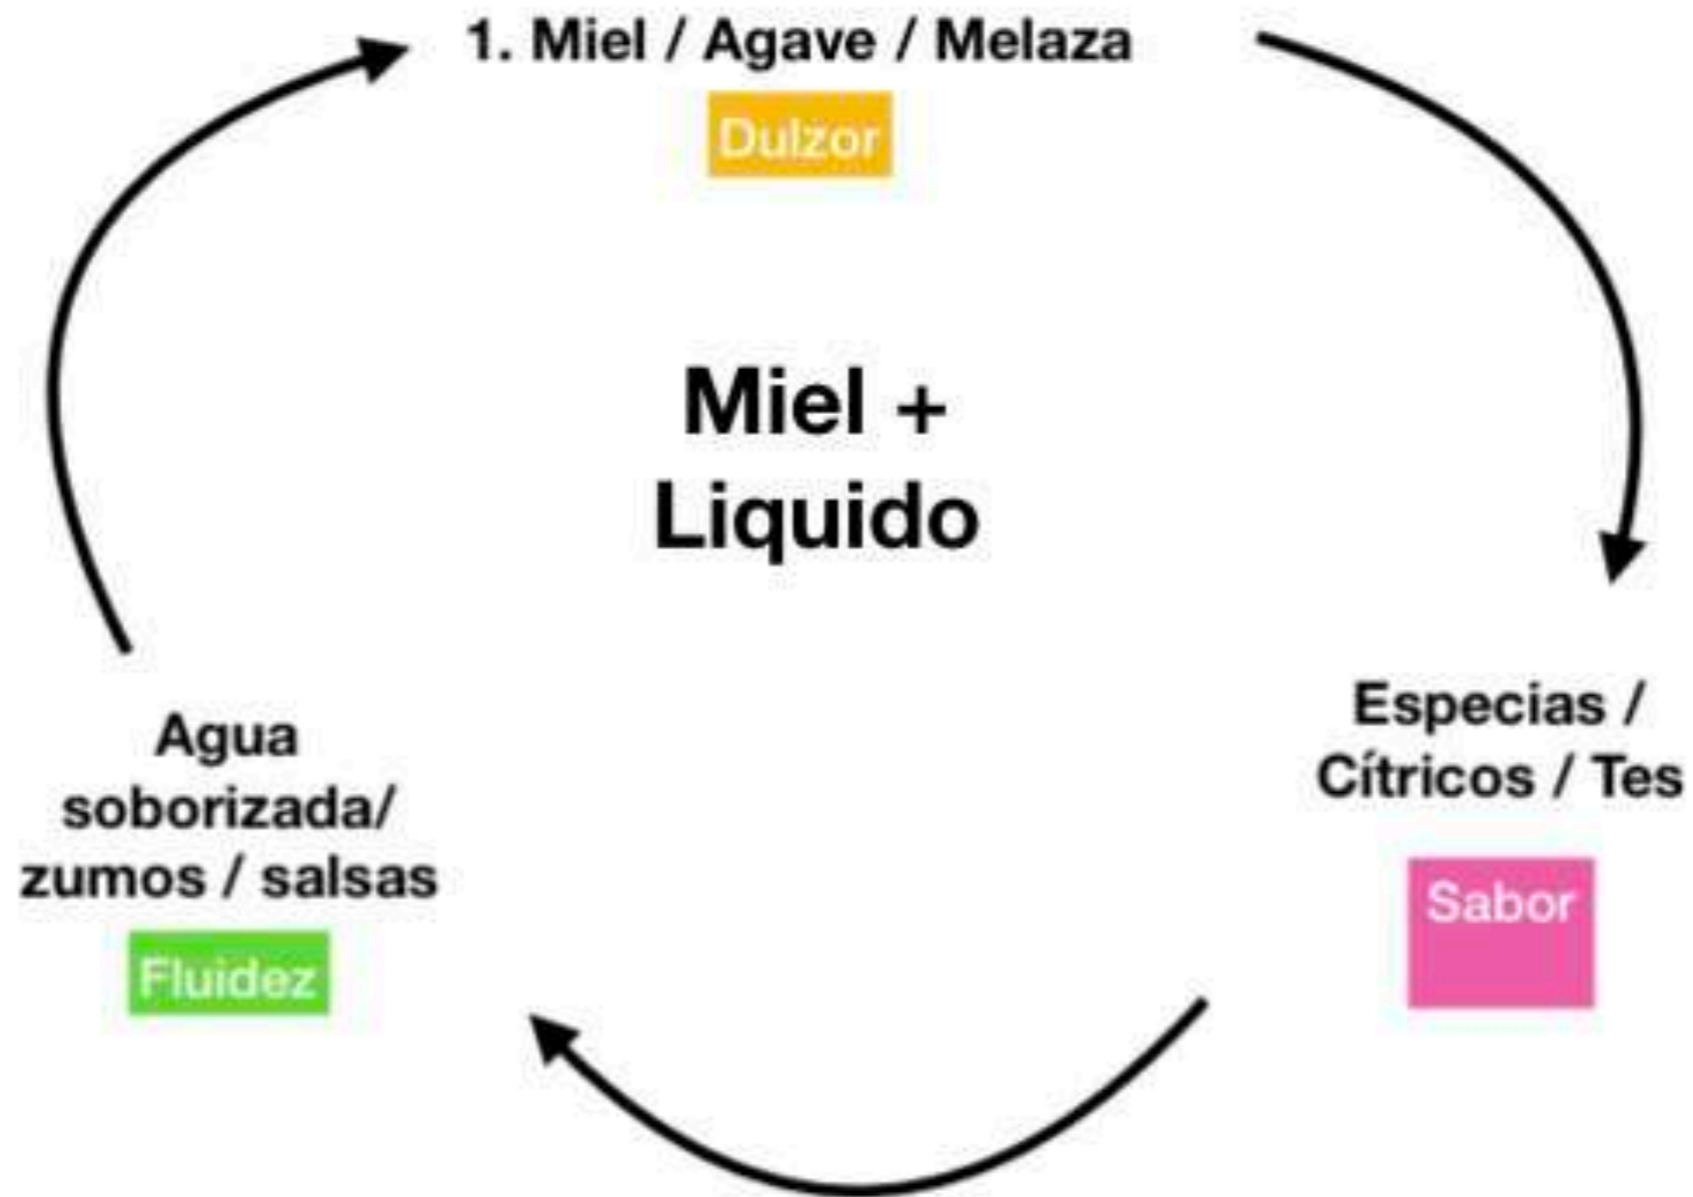 1. Miel / Agave / Melaza
Dulzor
Miel +
Liquido
Especias /
Cítricos / Tes
Sabor
Agua
soborizada/
zumos / salsas
Fluidez